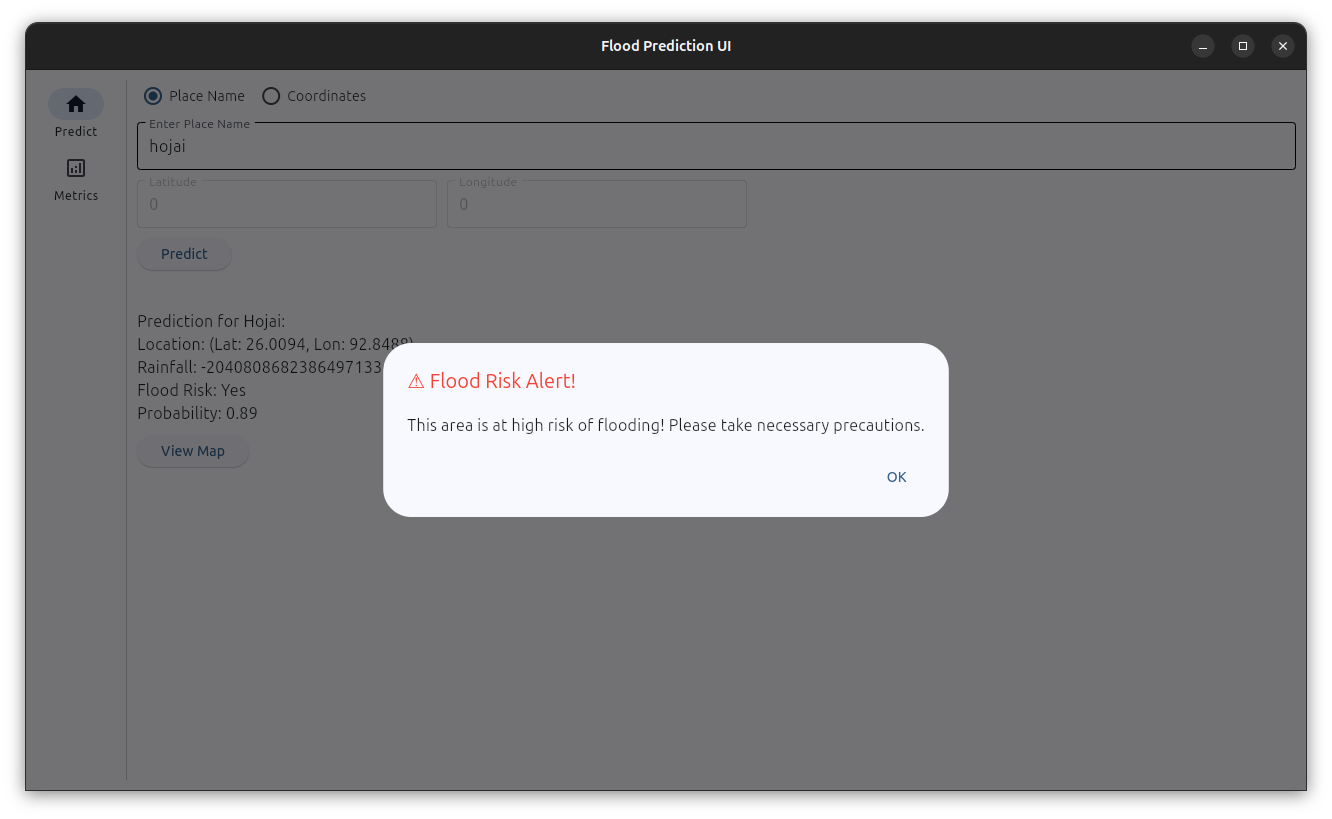 Flood Prediction UI
Predict
Metrics
Place Name Coordinates
Enter Place Name
hojai
Latitude Longitude
0 0
Predict
Prediction for Hojai:
Location: (Lat: 26.0094, Lon: 92.8488)
Rainfall: -2040808682386497133
Flood Risk: Yes
Probability: 0.89
View Map
⚠ Flood Risk Alert!
This area is at high risk of flooding! Please take necessary precautions.
OK